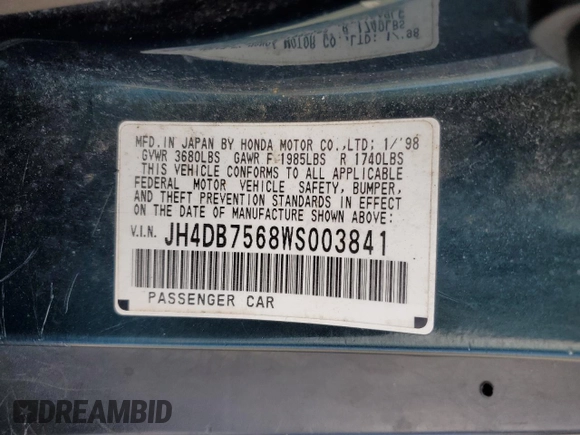 MFD.IN JAPAN BY HONDA MOTOR CO.,LTD; 1/'98
GVWR 3680LBS GAWR F 1985LBS R 1740LBS
THIS VEHICLE CONFORMS TO ALL APPLICABLE
FEDERAL MOTOR VEHICLE SAFETY, BUMPER,
AND THEFT PREVENTION STANDARDS IN EFFECT
ON THE DATE OF MANUFACTURE SHOWN ABOVE:
V.I.N. JH4DB7568WS003841
PASSENGER CAR
DREAMBID